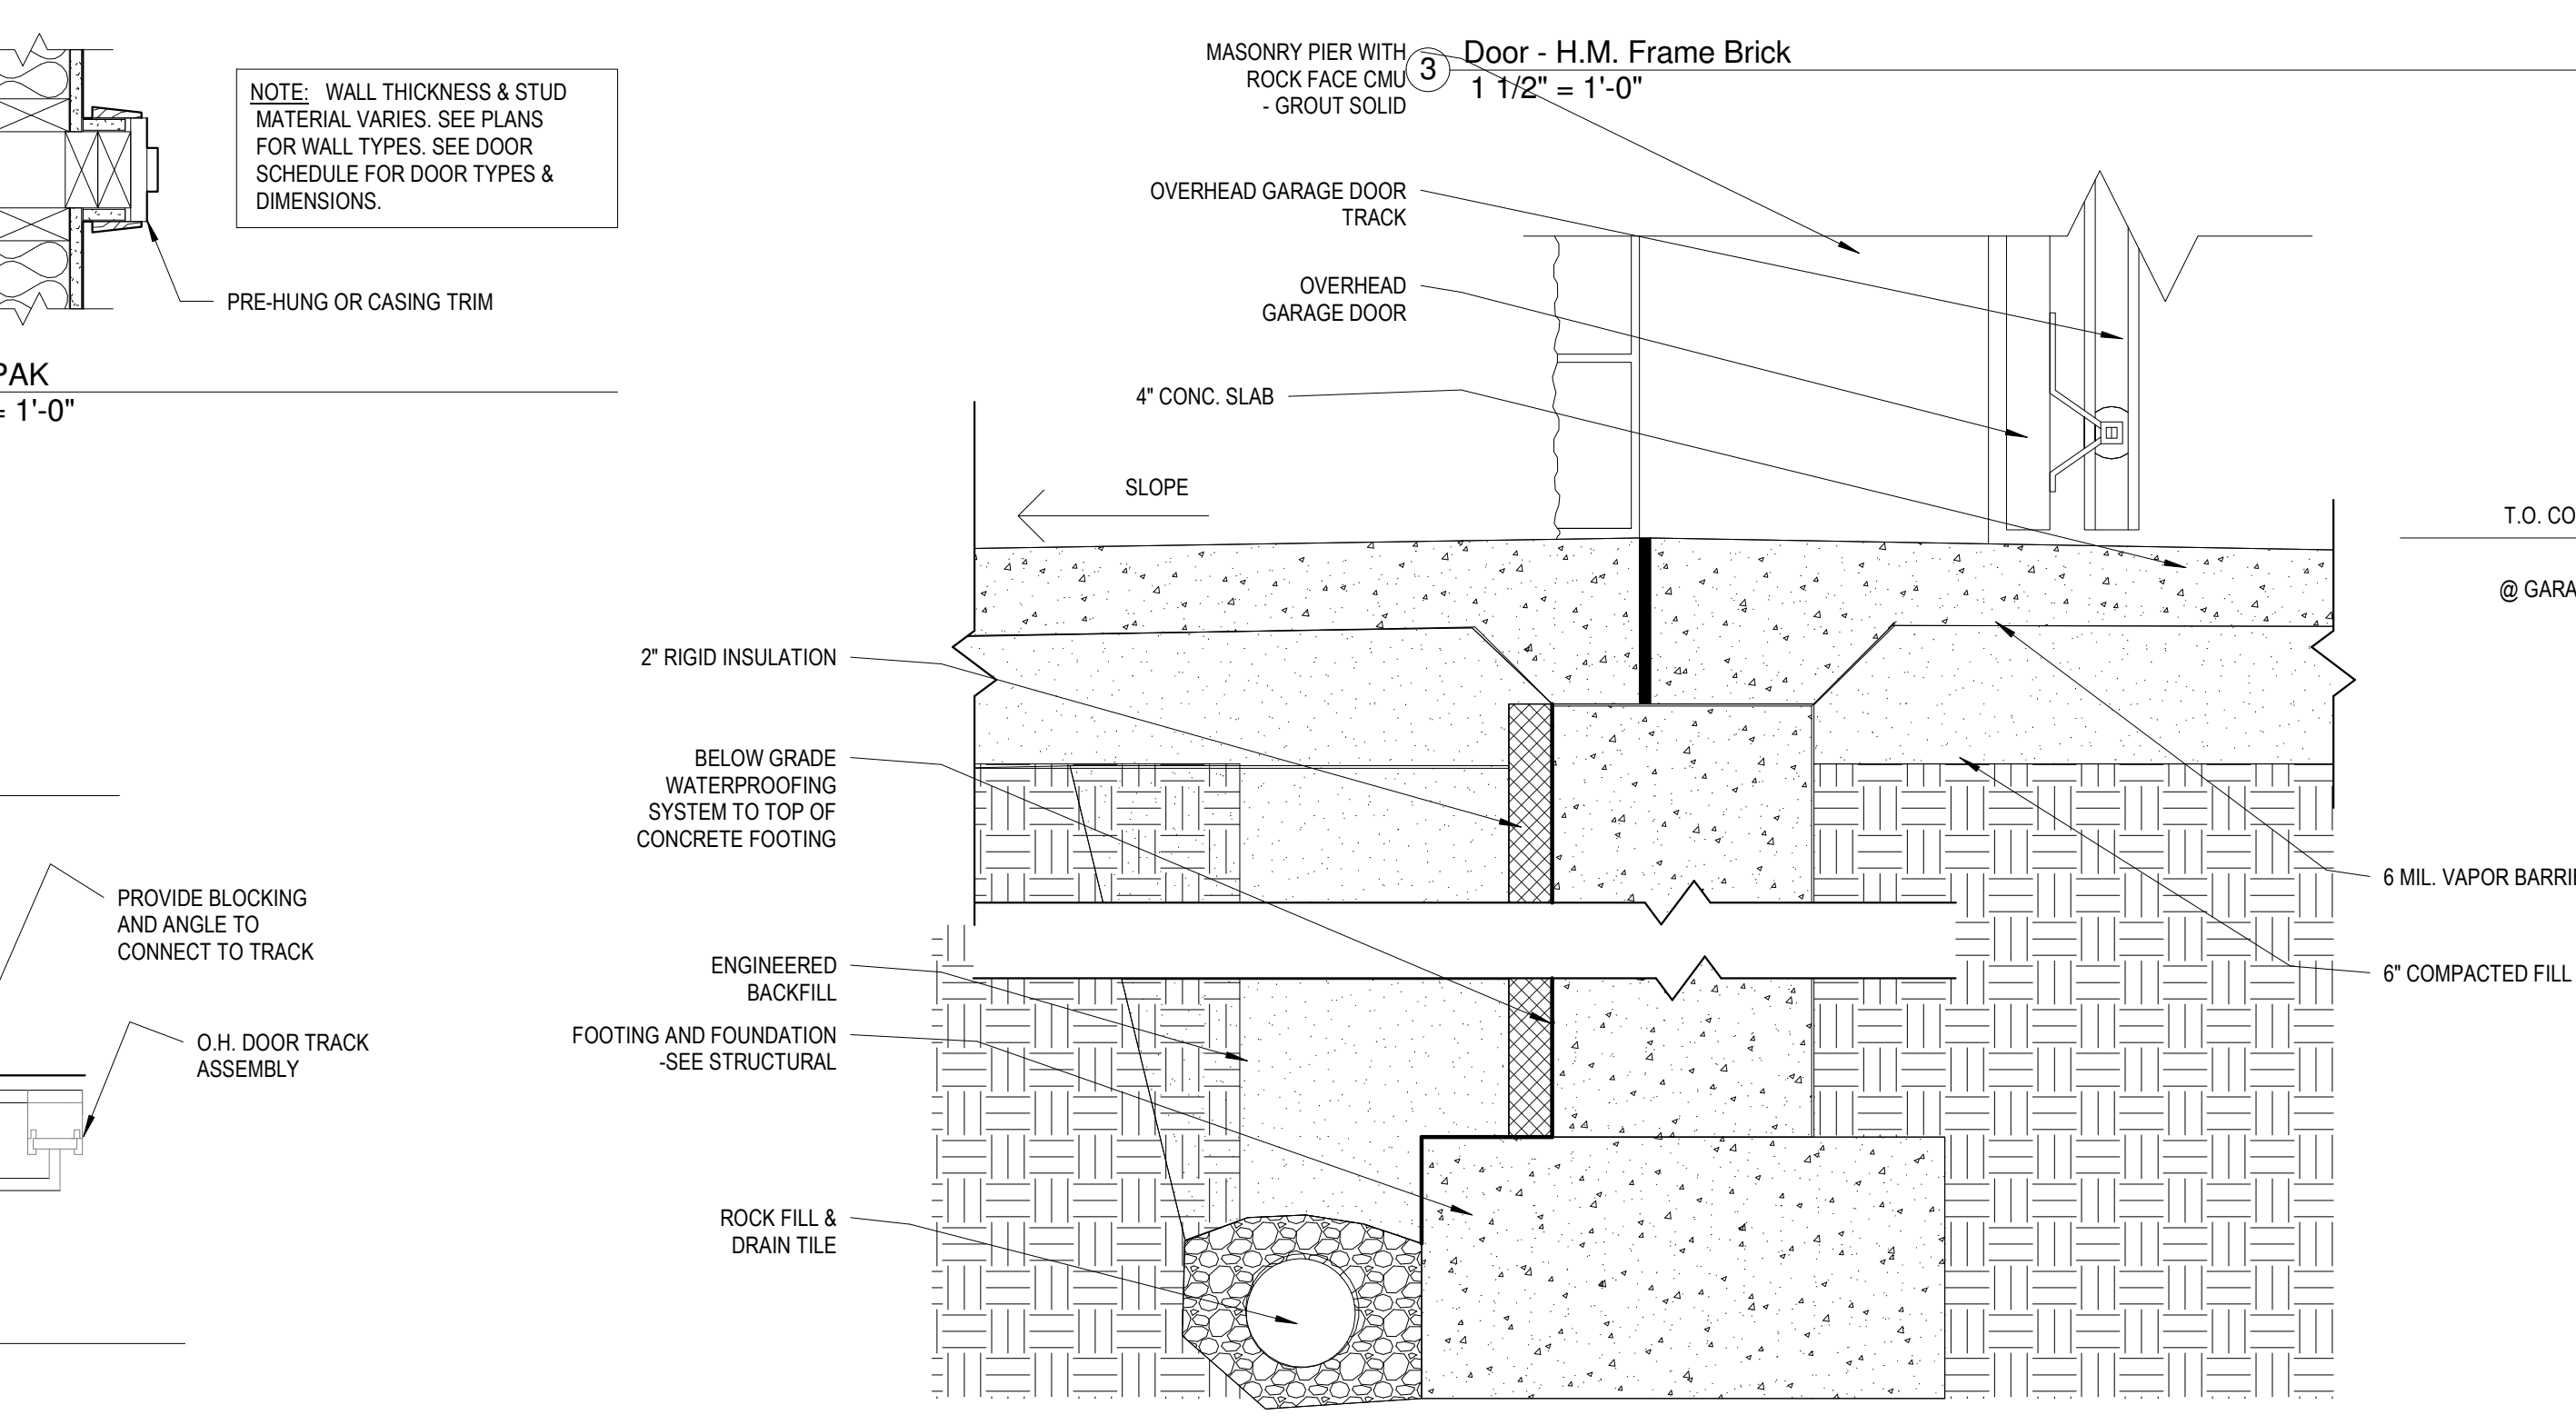 NOTE: WALL THICKNESS & STUD
MATERIAL VARIES. SEE PLANS
FOR WALL TYPES. SEE DOOR
SCHEDULE FOR DOOR TYPES &
DIMENSIONS.
PRE-HUNG OR CASING TRIM
PAK
= 1'-0"
PROVIDE BLOCKING
AND ANGLE TO
CONNECT TO TRACK
O.H. DOOR TRACK
ASSEMBLY
3 Door - H.M. Frame Brick
1 1/2" = 1'-0"
MASONRY PIER WITH
ROCK FACE CMU
- GROUT SOLID
OVERHEAD GARAGE DOOR
TRACK
OVERHEAD
GARAGE DOOR
4" CONC. SLAB
SLOPE
2" RIGID INSULATION
BELOW GRADE
WATERPROOFING
SYSTEM TO TOP OF
CONCRETE FOOTING
ENGINEERED
BACKFILL
FOOTING AND FOUNDATION
-SEE STRUCTURAL
ROCK FILL &
DRAIN TILE
T.O. CO
@ GARA
6 MIL. VAPOR BARRI
6" COMPACTED FILL